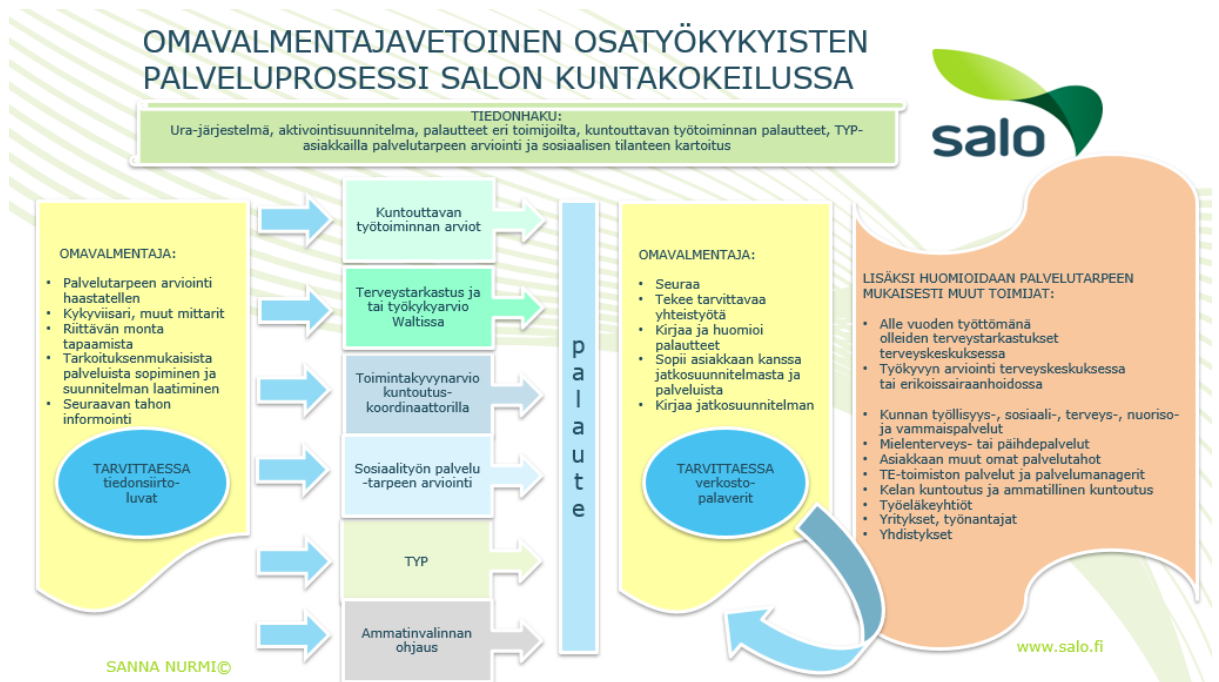 OMAVALMENTAJAVETOINEN OSATYÖKYKYISTEN
PALVELUPROSESSI SALON KUNTAKOKEILUSSA
salo
TIEDONHAKU:
Ura-järjestelmä, aktivointisuunnitelma, palautteet eri toimijoilta, kuntouttavan työtoiminnan palautteet, TYP-
asiakkailla palvelutarpeen arviointi ja sosiaalisen tilanteen kartoitus
OMAVALMENTAJA:
• Palvelutarpeen arviointi
haastatellen
• Kykyviisari, muut mittarit
• Riittävän monta
tapaamista
• Tarkoituksenmukaisista
palveluista sopiminen ja
suunnitelman laatiminen
• Seuraavan tahon
informointi
TARVITTAESSA
tiedonsiirto-
luvat
Kuntouttavan
työtoiminnan arviot
Terveystarkastus ja
tai työkykyarvio
Waltissa
Toimintakyvynarvio
kuntoutus-
koordinaattorilla
Sosiaalityön palvelu
-tarpeen arviointi
TYP
Ammatinvalinnan
ohjaus
palaute
OMAVALMENTAJA:
• Seuraa
• Tekee tarvittavaa
yhteistyötä
• Kirjaa ja huomioi
palautteet
• Sopii asiakkaan kanssa
jatkosuunnitelmasta ja
palveluista
• Kirjaa jatkosuunnitelman
TARVITTAESSA
verkosto-
palaverit
LISÄKSI HUOMIOIDAAN PALVELUTARPEEN
MUKAISESTI MUUT TOIMIJAT:
• Alle vuoden työttömänä
olleiden terveystarkastukset
terveyskeskuksessa
• Työkyvyn arviointi terveyskeskuksessa
tai erikoissairaanhoidossa
• Kunnan työllisyys-, sosiaali-, terveys-, nuoriso-
ja vammaispalvelut
• Mielenterveys- tai päihdepalvelut
• Asiakkaan muut omat palvelutahot
• TE-toimiston palvelut ja palvelumanagerit
• Kelan kuntoutus ja ammatillinen kuntoutus
• Työeläkeyhtiöt
• Yritykset, työnantajat
• Yhdistykset
SANNA NURMI©
www.salo.fi